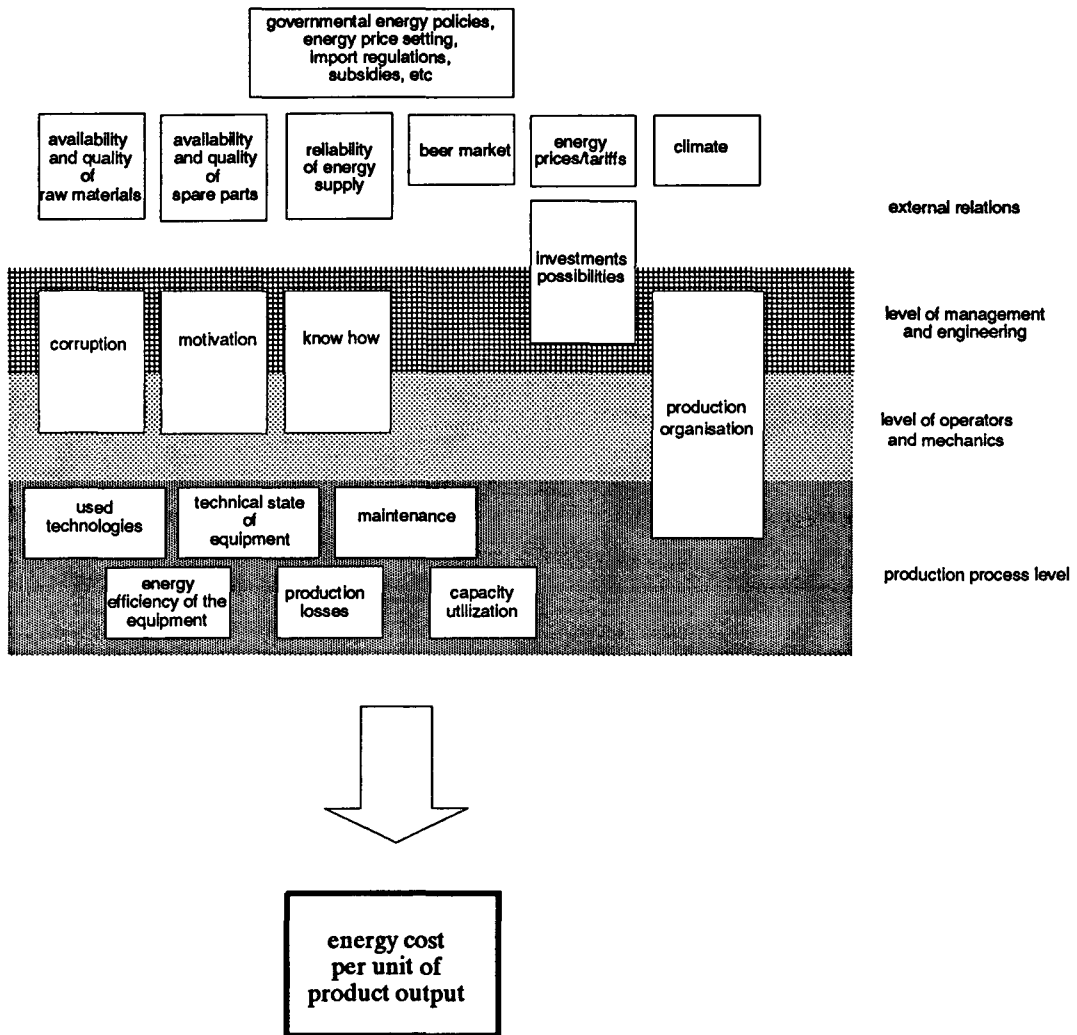 governmental energy policies,
energy price setting,
import regulations,
subsidies, etc
availability
and quality
of
raw materials
availability
and quality
of
spare parts
reliability
of energy
supply
beer market
energy
prices/tariffs
climate
external relations
investments
possibilities
corruption
motivation
know how
level of management
and engineering
production
organisation
level of operators
and mechanics
used
technologies
technical state
of
equipment
maintenance
energy
efficiency of the
equipment
production
losses
capacity
utilization
production process level
energy cost
per unit of
product output